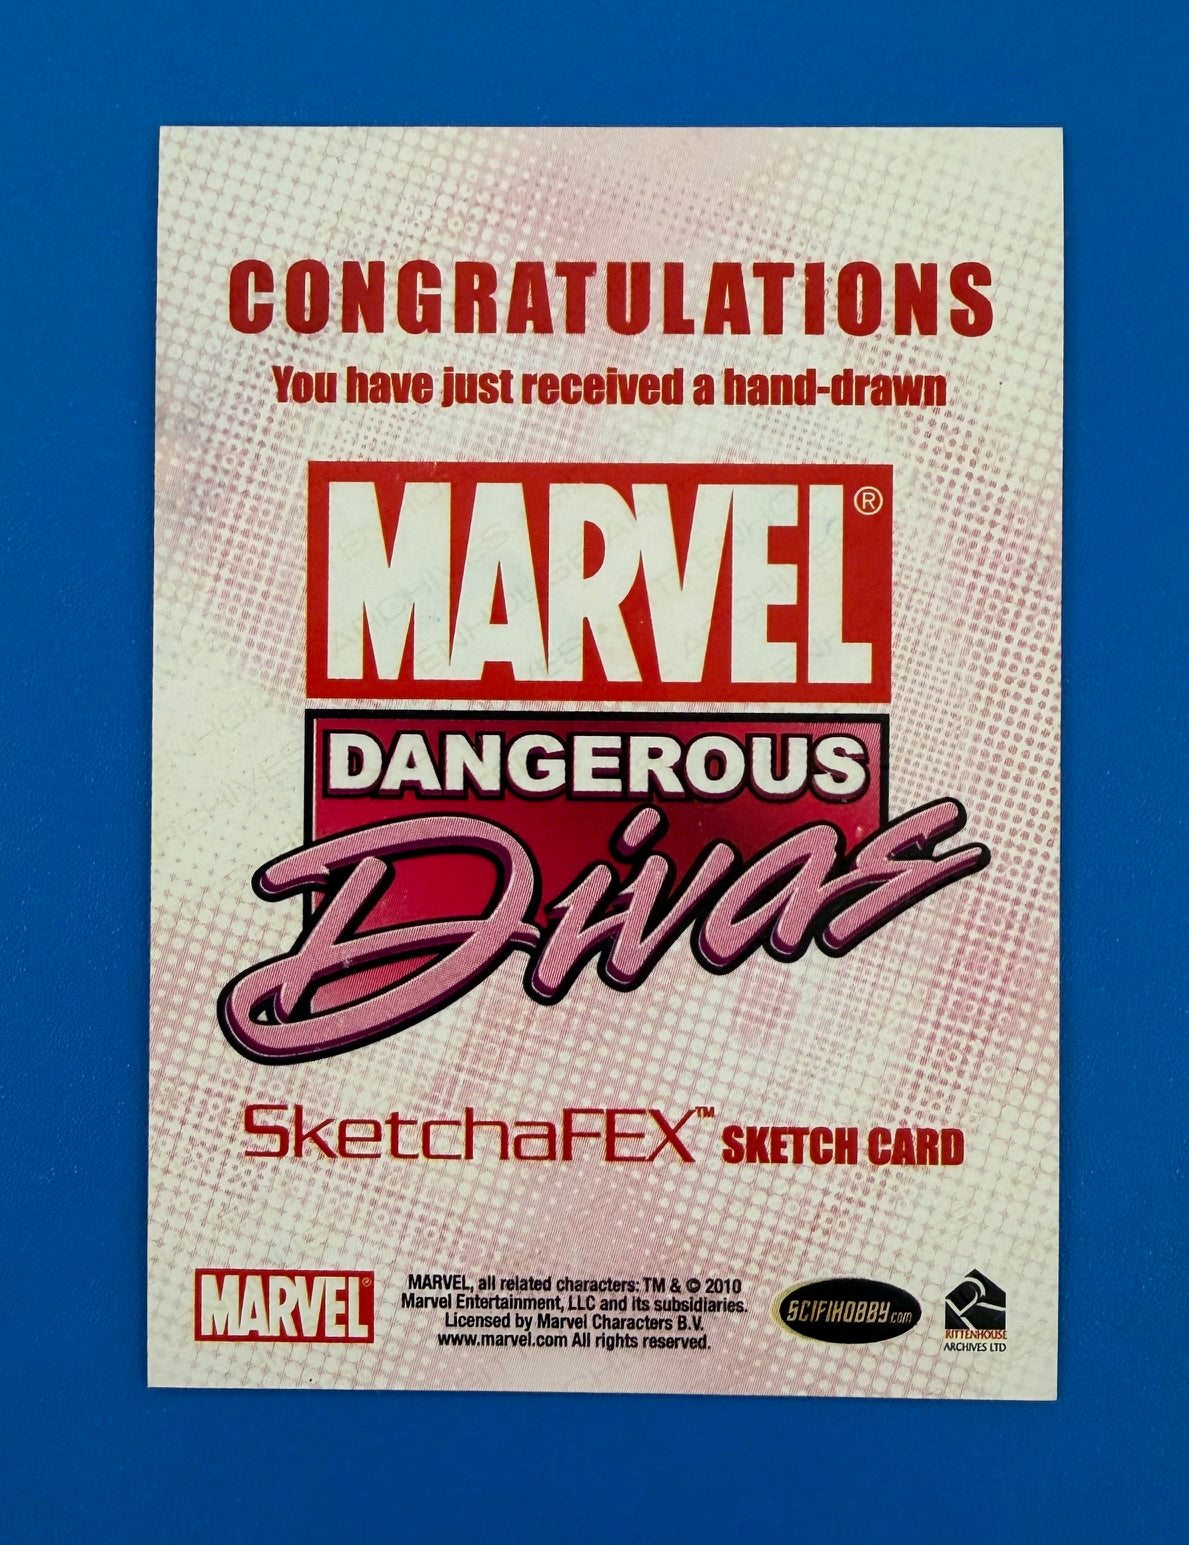 CONGRATULATIONS
You have just received a hand-drawn
MARVEL®
DANGEROUS
Divas
SketchaFEX™ SKETCH CARD
MARVEL®
MARVEL, all related characters: TM & © 2010
Marvel Entertainment, LLC and its subsidiaries.
Licensed by Marvel Characters B.V.
www.marvel.com All rights reserved.
SCIFIHOBBY.com
RITTENHOUSE
ARCHIVES LTD